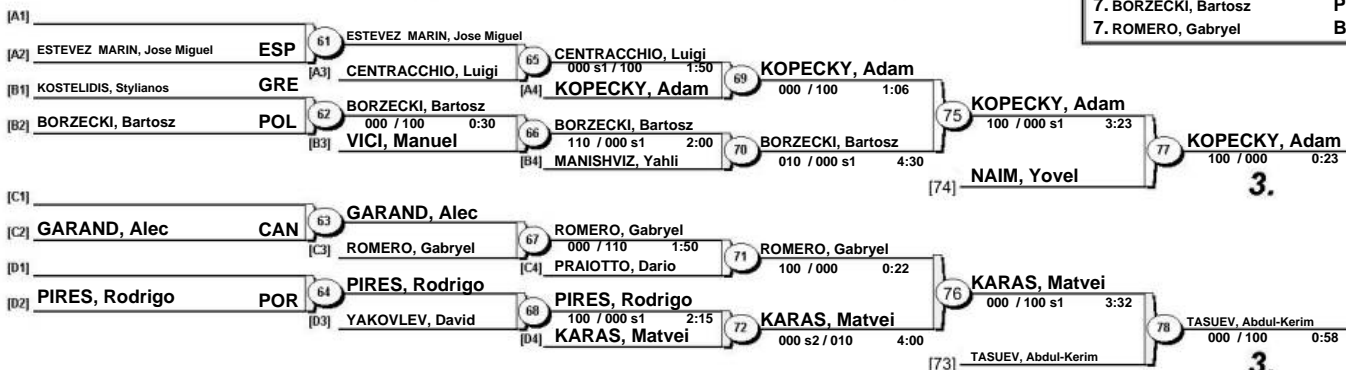 7. BORZECKI, Bartosz P
7. ROMERO, Gabryel B
[A1]
[A2] ESTEVEZ MARIN, Jose Miguel ESP
61
ESTEVEZ MARIN, Jose Miguel
[A3] CENTRACCHIO, Luigi
65
CENTRACCHIO, Luigi
000 s1 / 100 1:50
[A4] KOPECKY, Adam
69
KOPECKY, Adam
000 / 100 1:06
[B1] KOSTELIDIS, Stylianos GRE
[B2] BORZECKI, Bartosz POL
62
BORZECKI, Bartosz
000 / 100 0:30
[B3] VICI, Manuel
66
BORZECKI, Bartosz
110 / 000 s1 2:00
[B4] MANISHVIZ, Yahli
70
BORZECKI, Bartosz
010 / 000 s1 4:30
75
KOPECKY, Adam
100 / 000 s1 3:23
[74] NAIM, Yovel
77
KOPECKY, Adam
100 / 000 0:23
3.
[C1]
[C2] GARAND, Alec CAN
63
GARAND, Alec
[C3] ROMERO, Gabryel
67
ROMERO, Gabryel
000 / 110 1:50
[C4] PRAIOTTO, Dario
71
ROMERO, Gabryel
100 / 000 0:22
[D1]
[D2] PIRES, Rodrigo POR
64
PIRES, Rodrigo
[D3] YAKOVLEV, David
68
PIRES, Rodrigo
100 / 000 s1 2:15
[D4] KARAS, Matvei
72
KARAS, Matvei
000 s2 / 010 4:00
76
KARAS, Matvei
000 / 100 s1 3:32
[73] TASUEV, Abdul-Kerim
78
TASUEV, Abdul-Kerim
000 / 100 0:58
3.